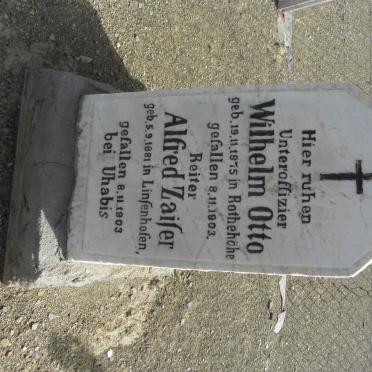 Hier ruhen
Unteroffizier
Wilhelm Otto
geb. 19.11.1875 in Rothehöhe
gefallen 8.11.1903.
Reiter
Alfred Zaiſer
geb. 5.9.1881 in Linſenhofen,
gefallen 8.11.1903
bei Uhabis